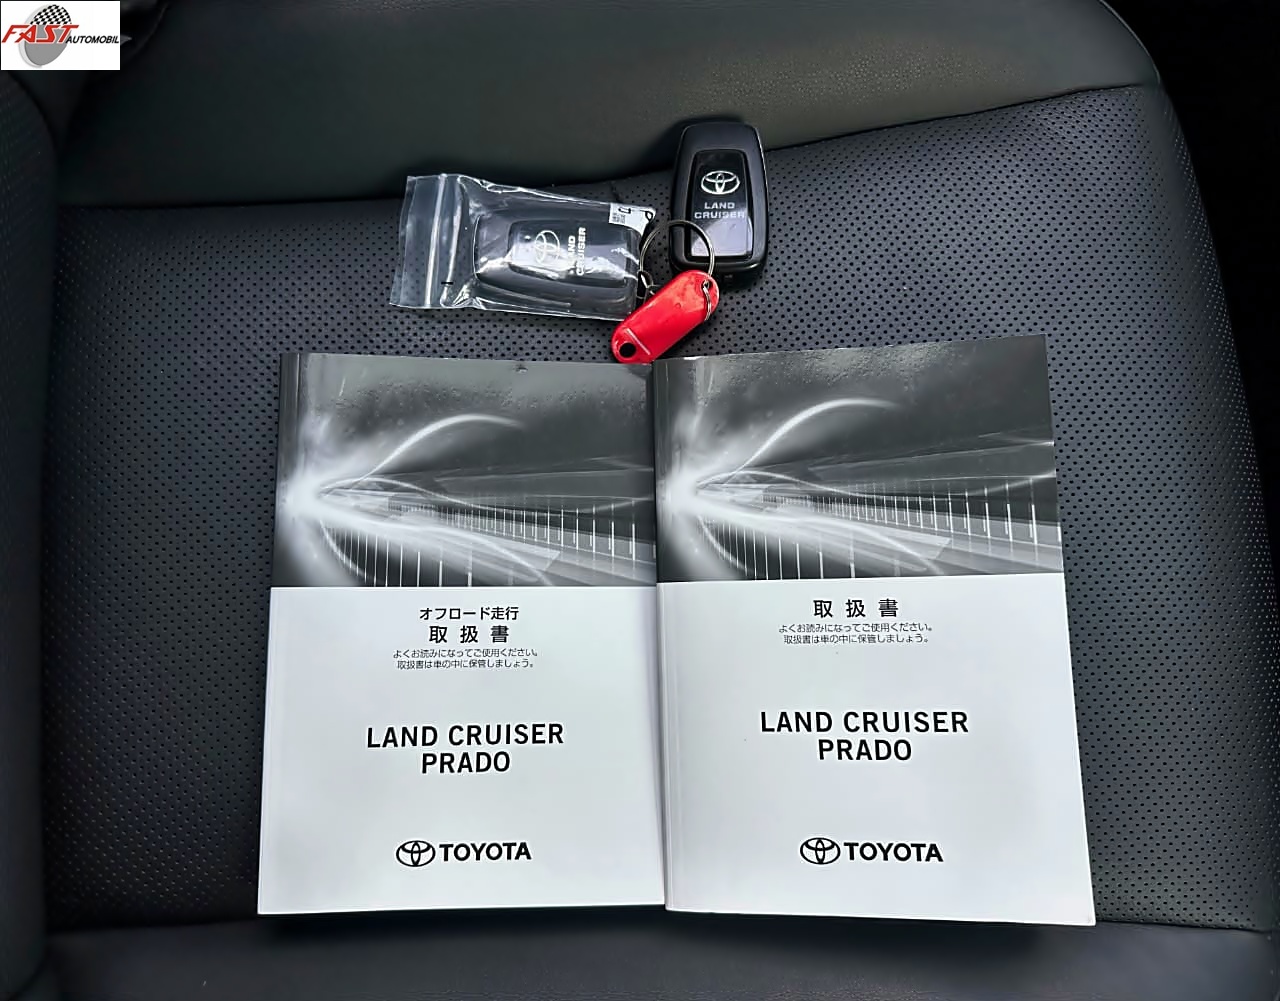 FAST AUTOMOBIL
LAND
CRUISER
LAND
CRUISER
オフロード走行
取扱書
よくお読みになってご使用ください。
取扱書は車の中に保管しましょう。
LAND CRUISER
PRADO
TOYOTA
取扱書
よくお読みになってご使用ください。
取扱書は車の中に保管しましょう。
LAND CRUISER
PRADO
TOYOTA